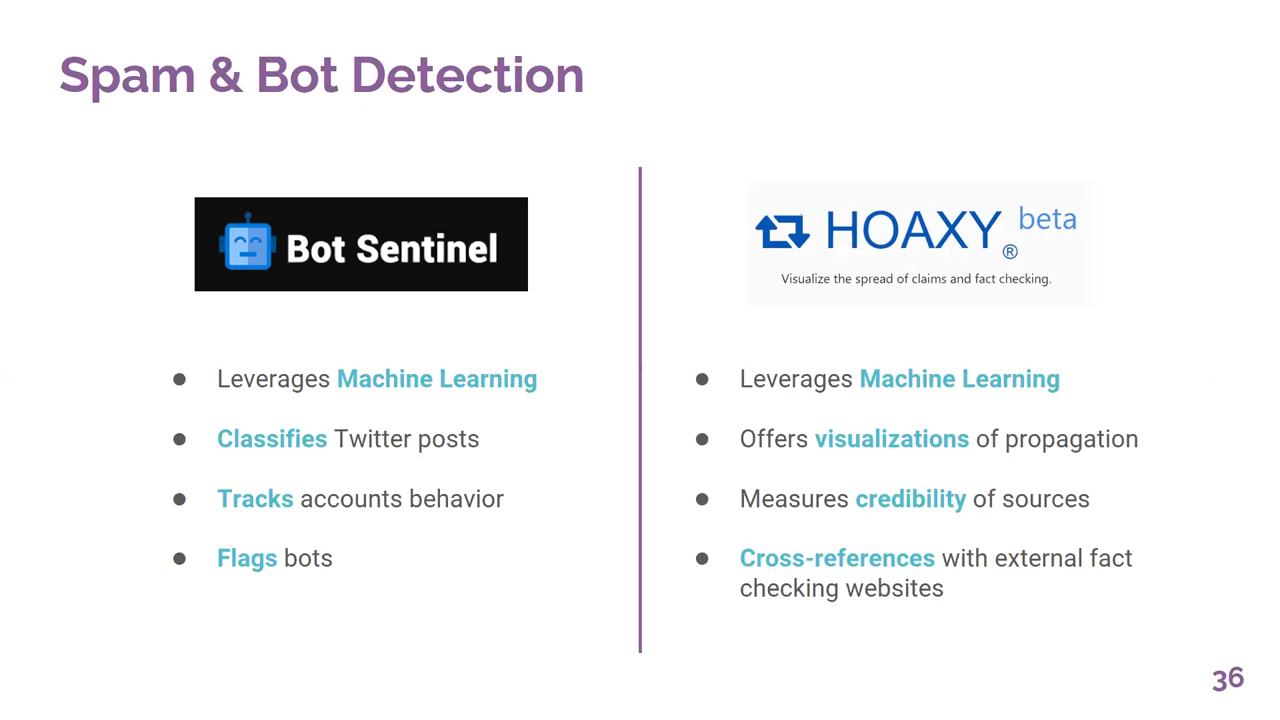 Spam & Bot Detection
Bot Sentinel
● Leverages Machine Learning
● Classifies Twitter posts
● Tracks accounts behavior
● Flags bots
HOAXY® beta
Visualize the spread of claims and fact checking.
● Leverages Machine Learning
● Offers visualizations of propagation
● Measures credibility of sources
● Cross-references with external fact
checking websites
36